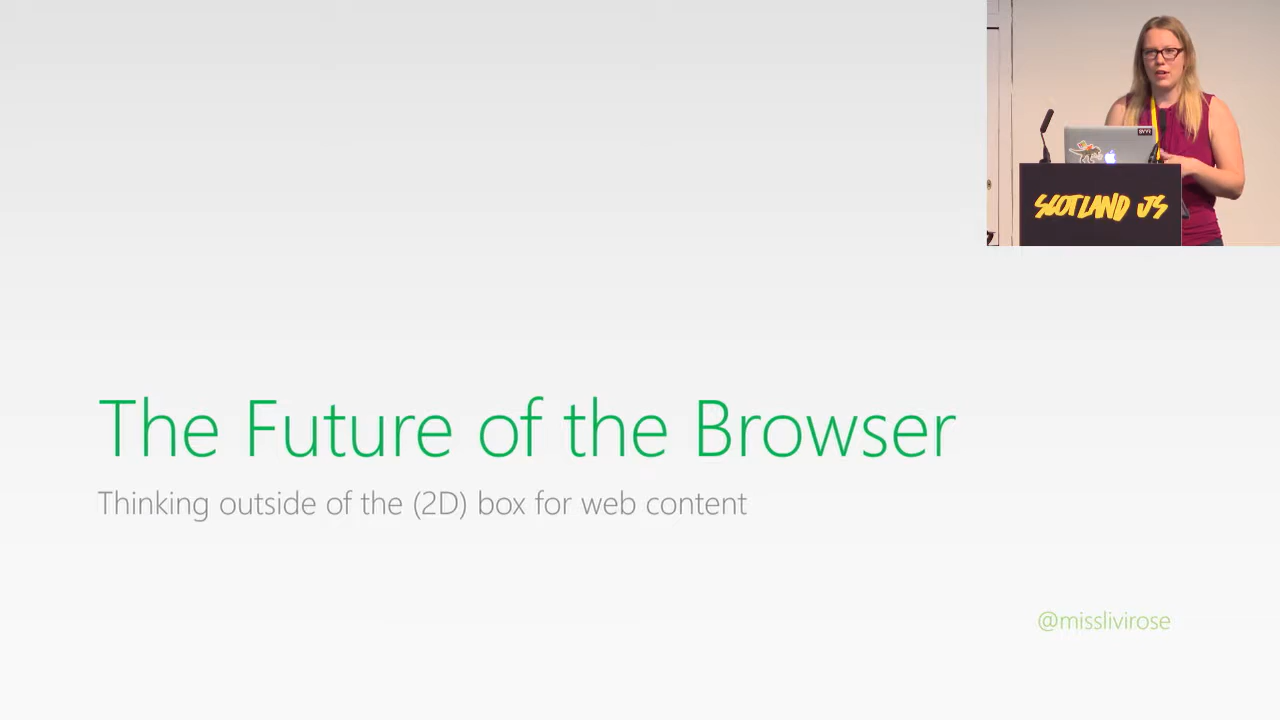 SCOTLAND JS
The Future of the Browser
Thinking outside of the (2D) box for web content
@misslivirose